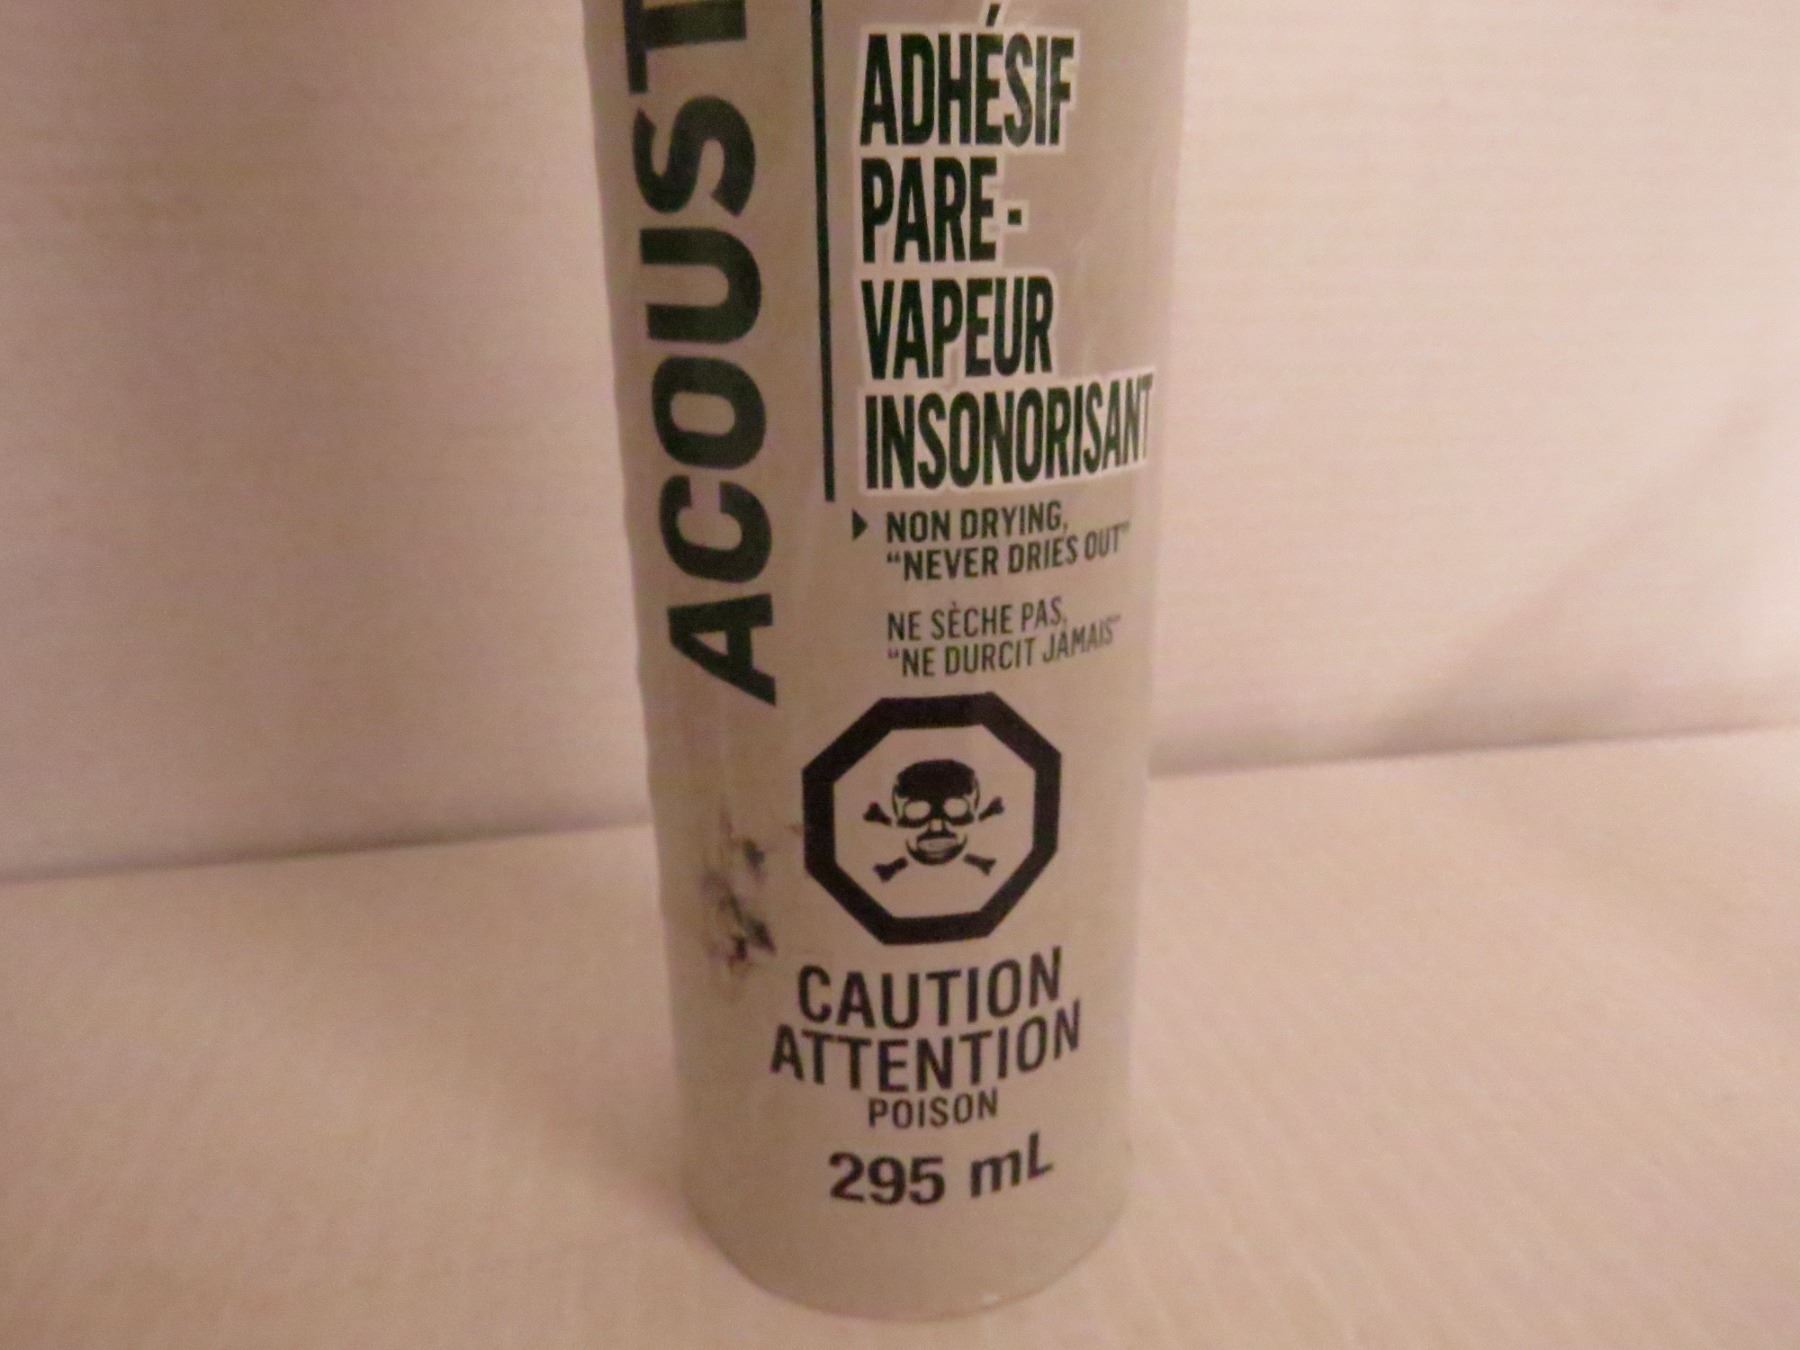 ACOUST
ADHÉSIF
PARE-
VAPEUR
INSONORISANT
NON DRYING,
“NEVER DRIES OUT”
NE SÈCHE PAS,
“NE DURCIT JAMAIS”
CAUTION
ATTENTION
POISON
295 mL